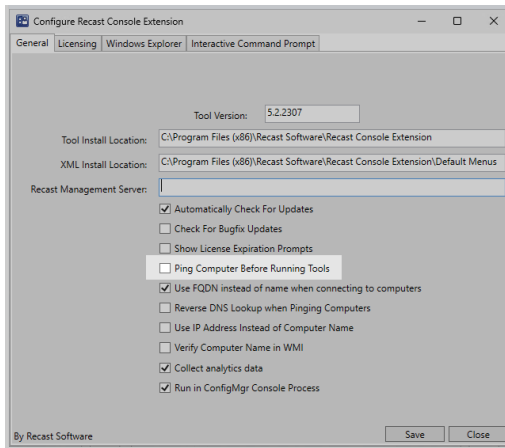 Configure Recast Console Extension
General Licensing Windows Explorer Interactive Command Prompt
Tool Version: 5.2.2307
Tool Install Location: C:\Program Files (x86)\Recast Software\Recast Console Extension
XML Install Location: C:\Program Files (x86)\Recast Software\Recast Console Extension\Default Menus
Recast Management Server:
Automatically Check For Updates
Check For Bugfix Updates
Show License Expiration Prompts
Ping Computer Before Running Tools
Use FQDN instead of name when connecting to computers
Reverse DNS Lookup when Pinging Computers
Use IP Address Instead of Computer Name
Verify Computer Name in WMI
Collect analytics data
Run in ConfigMgr Console Process
By Recast Software Save Close